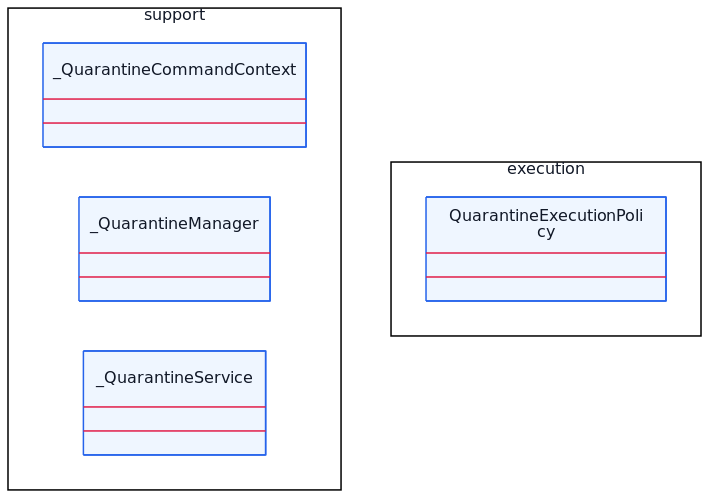 support
_QuarantineCommandContext
_QuarantineManager
_QuarantineService
execution
QuarantineExecutionPoli
cy